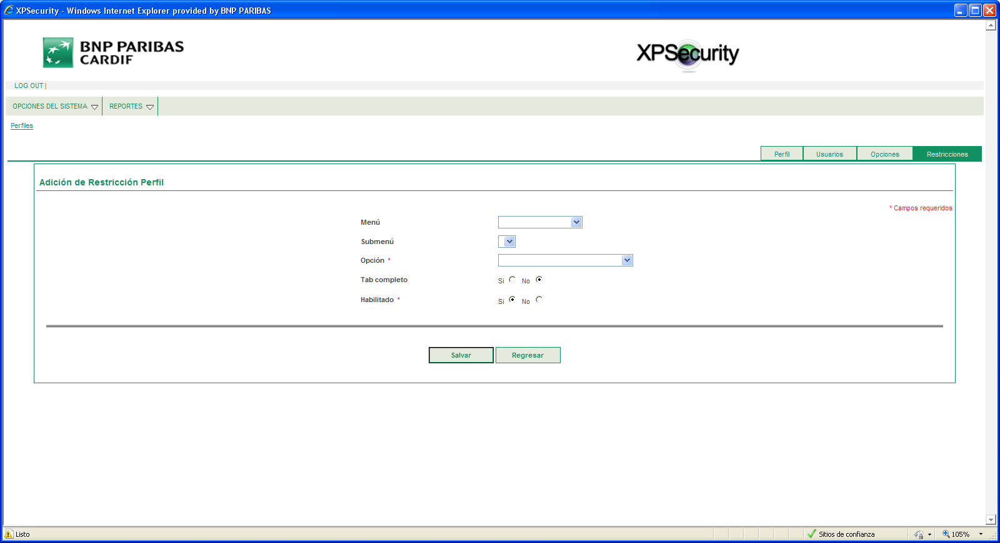 XPSecurity - Windows Internet Explorer provided by BNP PARIBAS
BNP PARIBAS
CARDIF
XPSecurity
LOG OUT |
OPCIONES DEL SISTEMA
REPORTES
Perfiles
Perfil
Usuarios
Opciones
Restricciones
Adición de Restricción Perfil
* Campos requeridos
Menú
Submenú
Opción *
Tab completo Si No
Habilitado * Si No
Salvar
Regresar
Listo
Sitios de confianza
105%